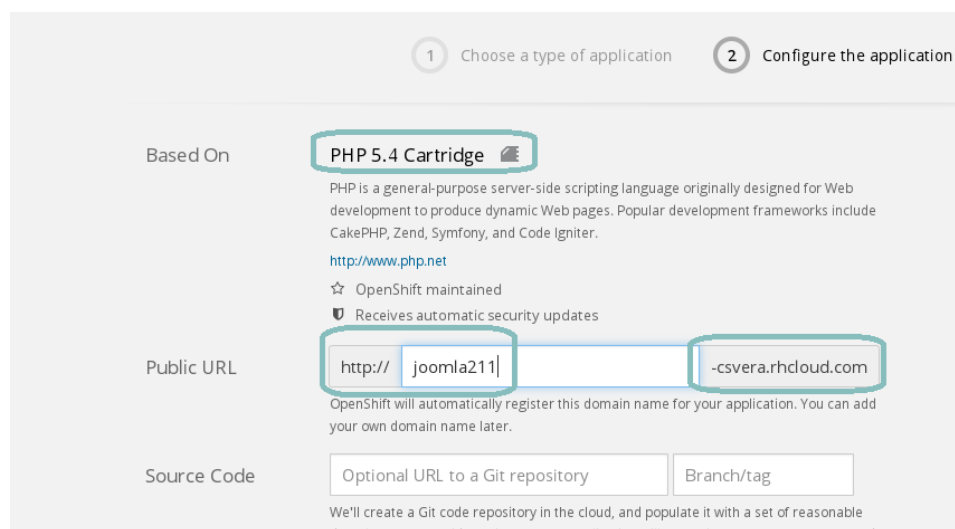 1 Choose a type of application 2 Configure the application
Based On PHP 5.4 Cartridge
PHP is a general-purpose server-side scripting language originally designed for Web
development to produce dynamic Web pages. Popular development frameworks include
CakePHP, Zend, Symfony, and Code Igniter.
http://www.php.net
OpenShift maintained
Receives automatic security updates
Public URL http:// joomla211 -csvera.rhcloud.com
OpenShift will automatically register this domain name for your application. You can add
your own domain name later.
Source Code Optional URL to a Git repository Branch/tag
We'll create a Git code repository in the cloud, and populate it with a set of reasonable